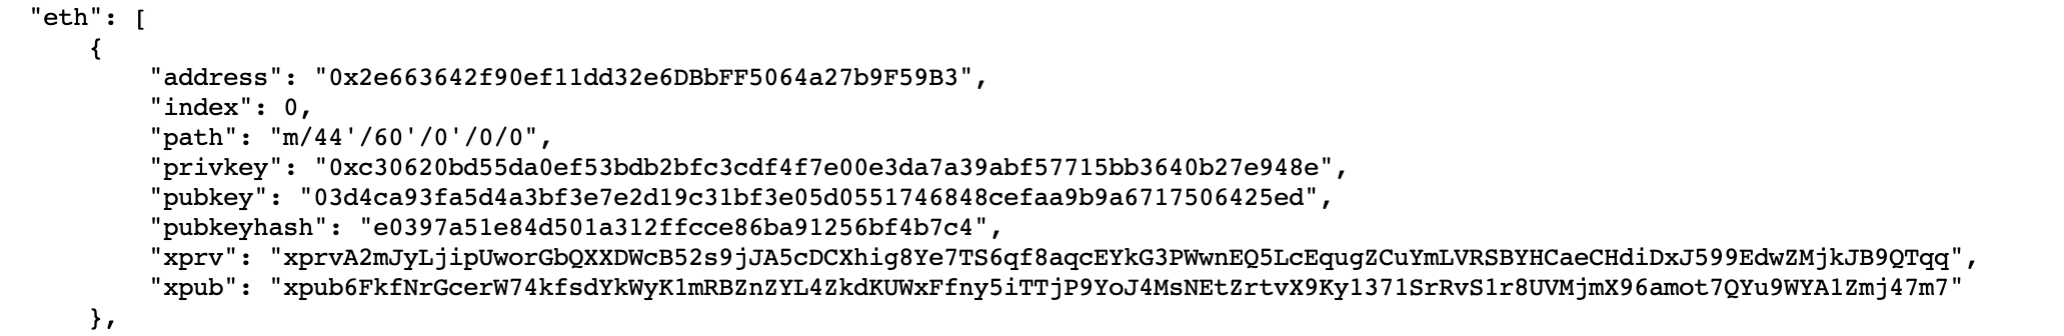 "eth": [
{
"address": "0x2e663642f90ef11dd32e6DBbFF5064a27b9F59B3",
"index": 0,
"path": "m/44'/60'/0'/0/0",
"privkey": "0xc30620bd55da0ef53bdb2bfc3cdf4f7e00e3da7a39abf57715bb3640b27e948e",
"pubkey": "03d4ca93fa5d4a3bf3e7e2d19c31bf3e05d0551746848cefaa9b9a6717506425ed",
"pubkeyhash": "e0397a51e84d501a312ffcce86ba91256bf4b7c4",
"xprv": "xprvA2mJyLjipUworGbQXXDWcB52s9jJA5cDCXhig8Ye7TS6qf8aqcEYkG3PWwnEQ5LcEqugZCuYmLVRSBYHCaeCHdiDxJ599EdwZMjkJB9QTqq",
"xpub": "xpub6FkfNrGcerW74kfsdYkWyK1mRBZnZYL4ZkdKUWxFfny5iTTjP9YoJ4MsNEtZrtvX9Ky1371SrRvS1r8UVMjmX96amot7QYu9WYA1Zmj47m7"
},